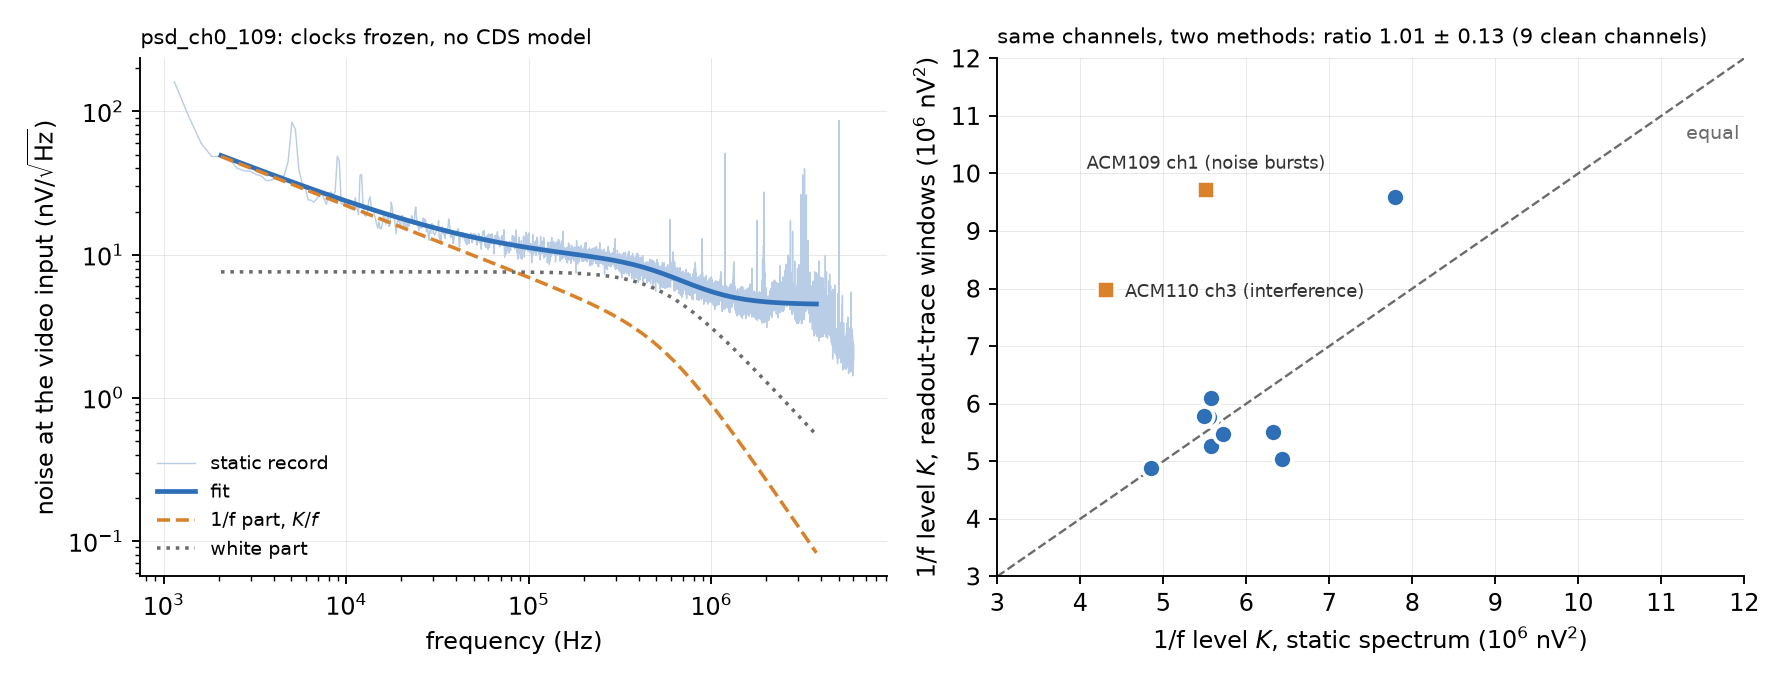 psd_ch0_109: clocks frozen, no CDS model
noise at the video input (nV/√Hz)
10²
10¹
10⁰
10⁻¹
static record
fit
1/f part, K/f
white part
10³
10⁴
10⁵
10⁶
frequency (Hz)
same channels, two methods: ratio 1.01 ± 0.13 (9 clean channels)
1/f level K, readout-trace windows (10⁶ nV²)
12
11
10
9
8
7
6
5
4
3
equal
ACM109 ch1 (noise bursts)
ACM110 ch3 (interference)
3 4 5 6 7 8 9 10 11 12
1/f level K, static spectrum (10⁶ nV²)